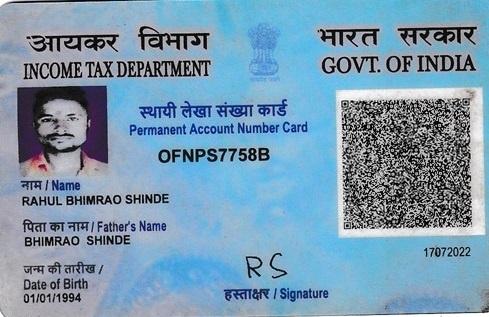 आयकर विभाग
INCOME TAX DEPARTMENT
भारत सरकार
GOVT. OF INDIA
स्थायी लेखा संख्या कार्ड
Permanent Account Number Card
OFNPS7758B
नाम / Name
RAHUL BHIMRAO SHINDE
पिता का नाम / Father's Name
BHIMRAO SHINDE
जन्म की तारीख /
Date of Birth
01/01/1994
RS
हस्ताक्षर / Signature
17072022